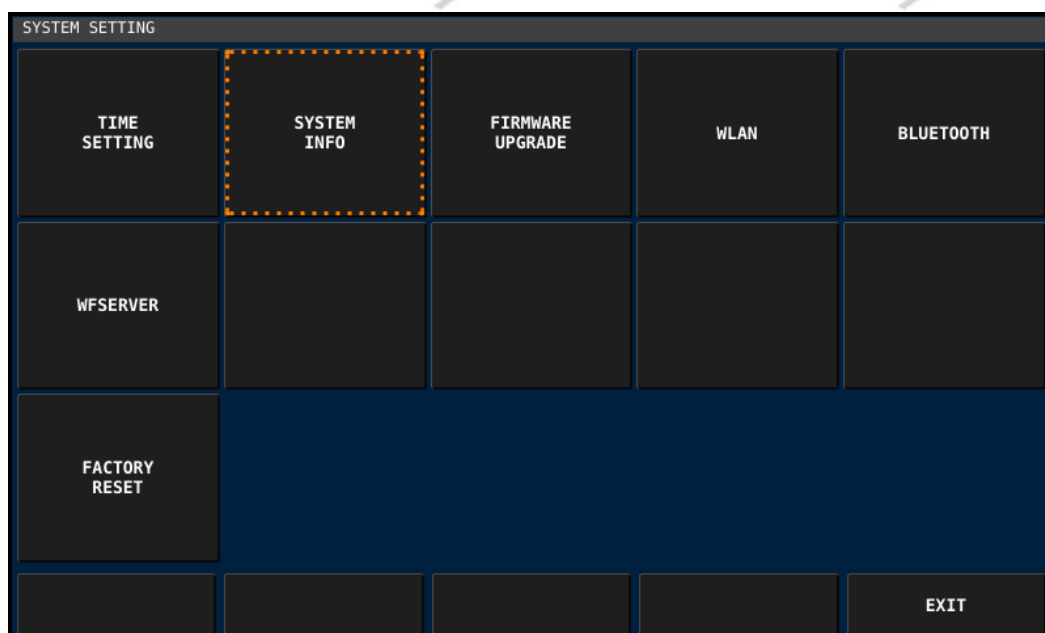 SYSTEM SETTING
TIME
SETTING
SYSTEM
INFO
FIRMWARE
UPGRADE
WLAN
BLUETOOTH
WFSERVER
FACTORY
RESET
EXIT